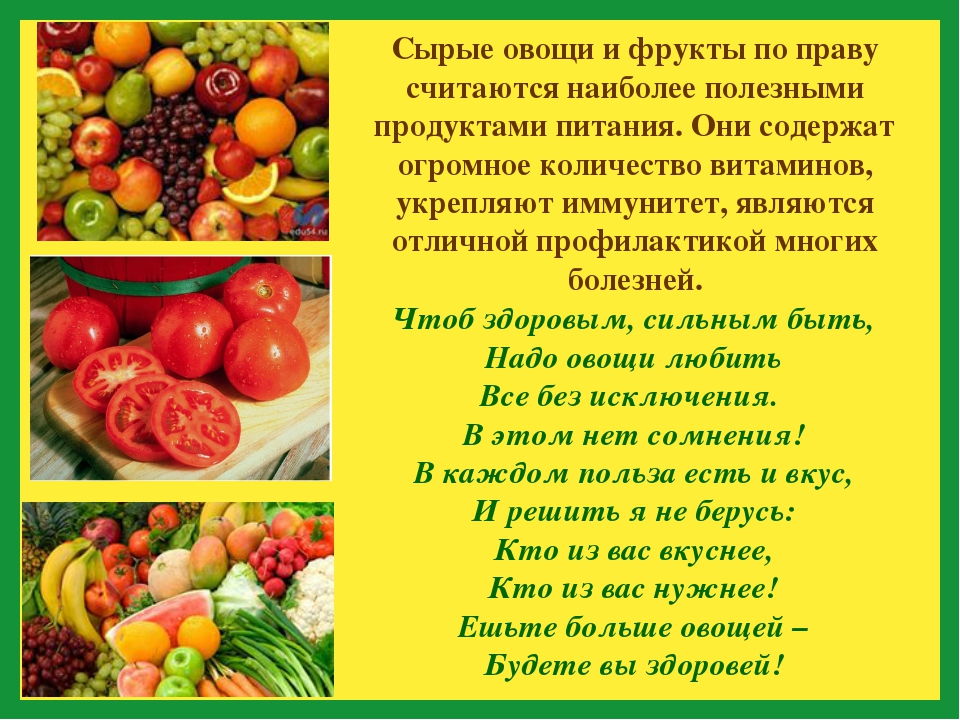 Сырые овощи и фрукты по праву
считаются наиболее полезными
продуктами питания. Они содержат
огромное количество витаминов,
укрепляют иммунитет, являются
отличной профилактикой многих
болезней.
Чтоб здоровым, сильным быть,
Надо овощи любить
Все без исключения.
В этом нет сомнения!
В каждом польза есть и вкус,
И решить я не берусь:
Кто из вас вкуснее,
Кто из вас нужнее!
Ешьте больше овощей –
Будете вы здоровей!
edu54.ru